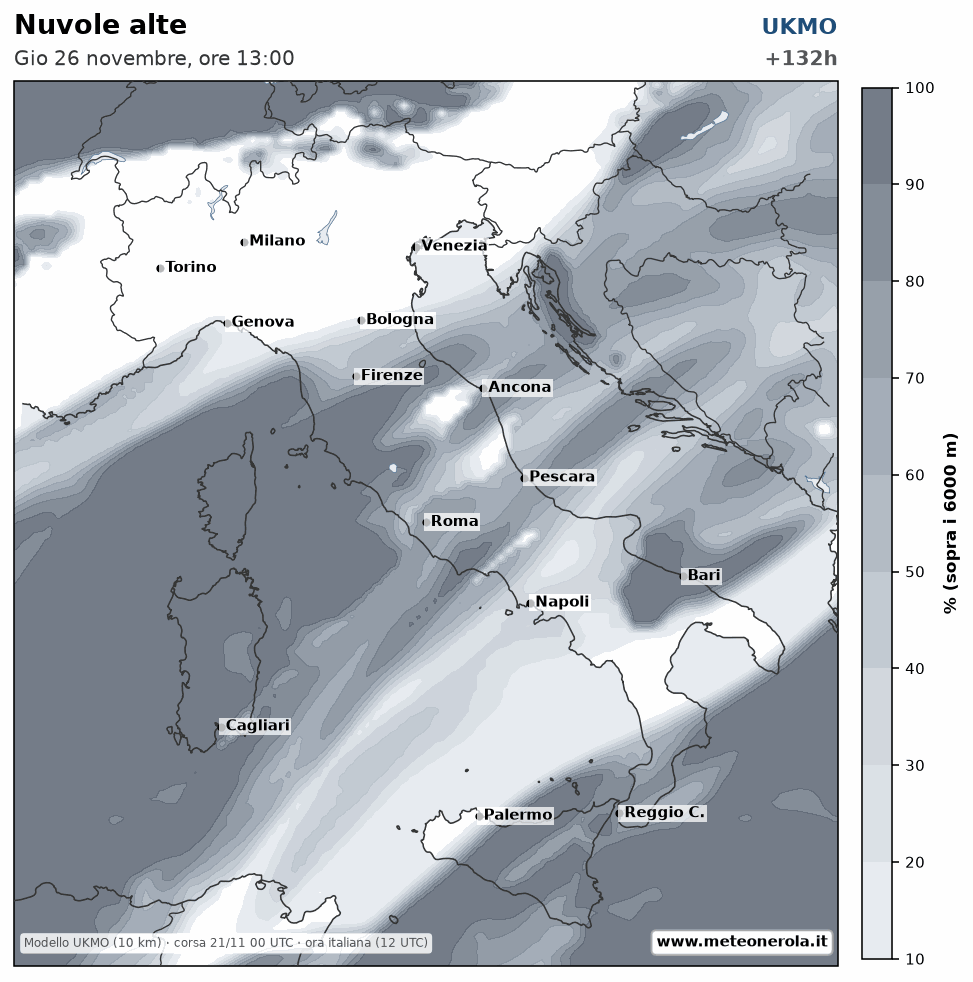 Nuvole alte
UKMO
Gio 26 novembre, ore 13:00
+132h
Milano
Venezia
Torino
Genova
Bologna
Firenze
Ancona
Pescara
Roma
Bari
Napoli
Cagliari
Palermo
Reggio C.
100
90
80
70
60
50
40
30
20
10
% (sopra i 6000 m)
Modello UKMO (10 km) · corsa 21/11 00 UTC · ora italiana (12 UTC)
www.meteonerola.it